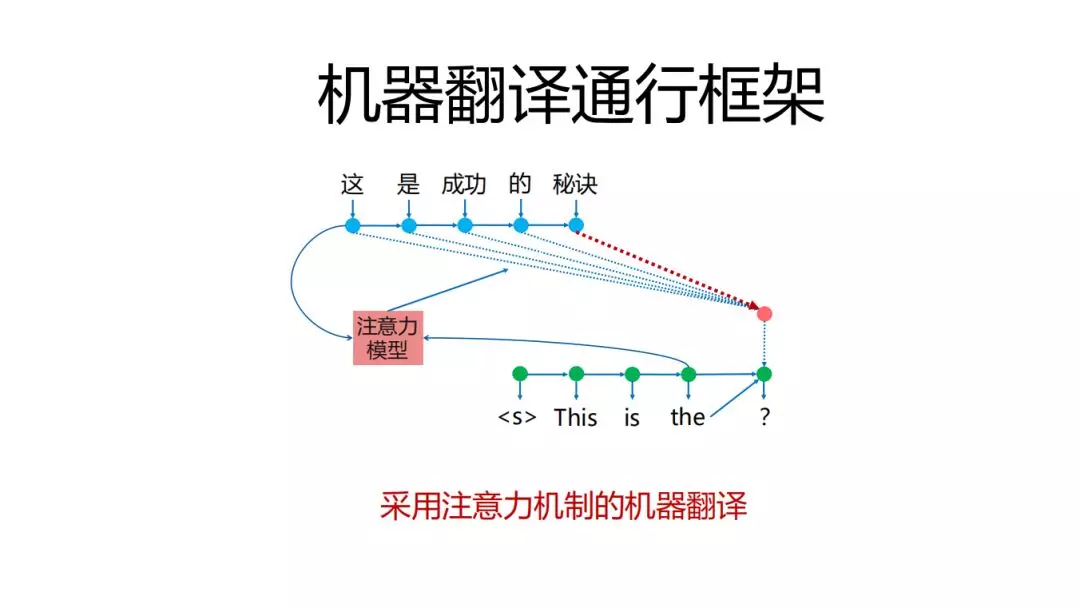 机器翻译通行框架
这 是 成功 的 秘诀
注意力
模型
<s> This is the ?
采用注意力机制的机器翻译